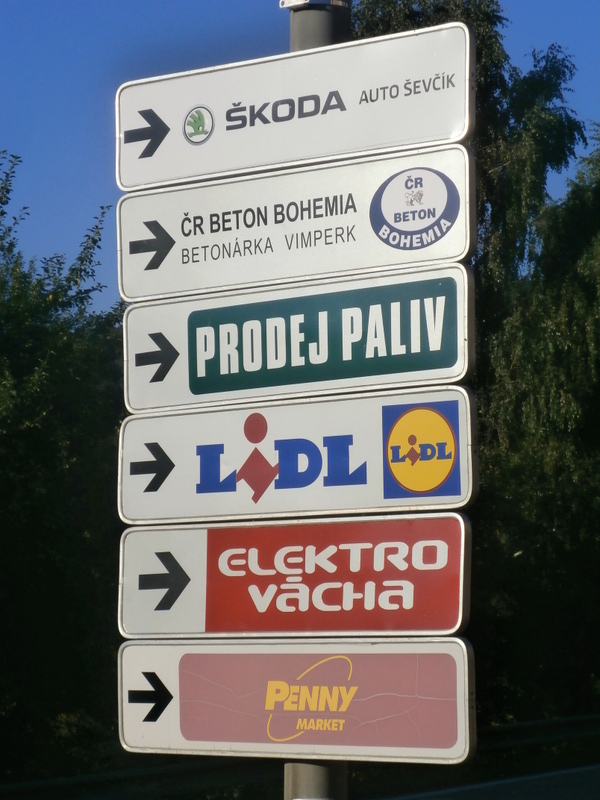 ŠKODA AUTO ŠEVČÍK
ČR BETON BOHEMIA
BETONÁRKA VIMPERK
ČR
BETON
BOHEMIA
PRODEJ PALIV
LIDL
LIDL
ELEKTRO
VÁCHA
PENNY
MARKET